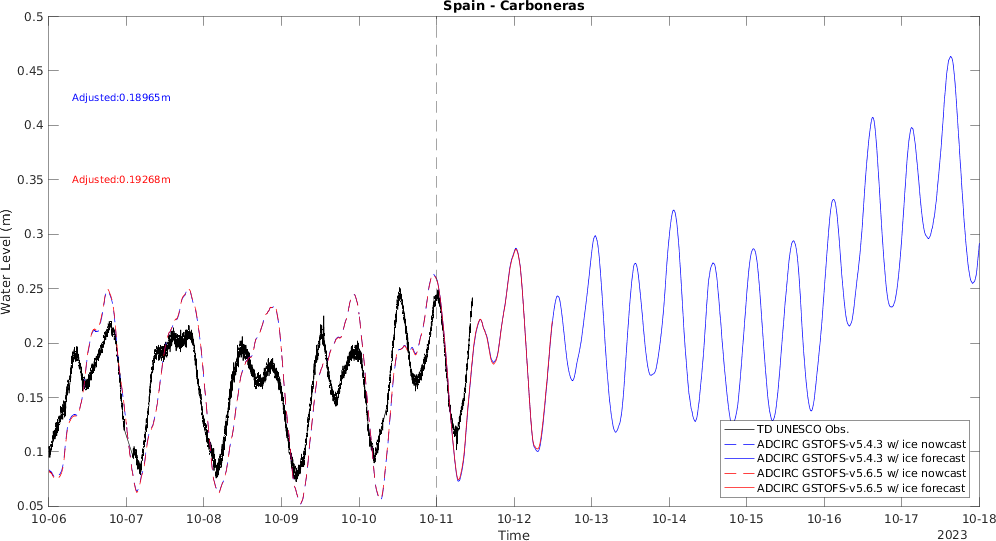 Spain - Carboneras
0.5
0.45
0.4
0.35
0.3
0.25
0.2
0.15
0.1
0.05
Water Level (m)
Adjusted:0.18965m
Adjusted:0.19268m
TD UNESCO Obs.
ADCIRC GSTOFS-v5.4.3 w/ ice nowcast
ADCIRC GSTOFS-v5.4.3 w/ ice forecast
ADCIRC GSTOFS-v5.6.5 w/ ice nowcast
ADCIRC GSTOFS-v5.6.5 w/ ice forecast
10-06 10-07 10-08 10-09 10-10 10-11 10-12 10-13 10-14 10-15 10-16 10-17 10-18
Time
2023